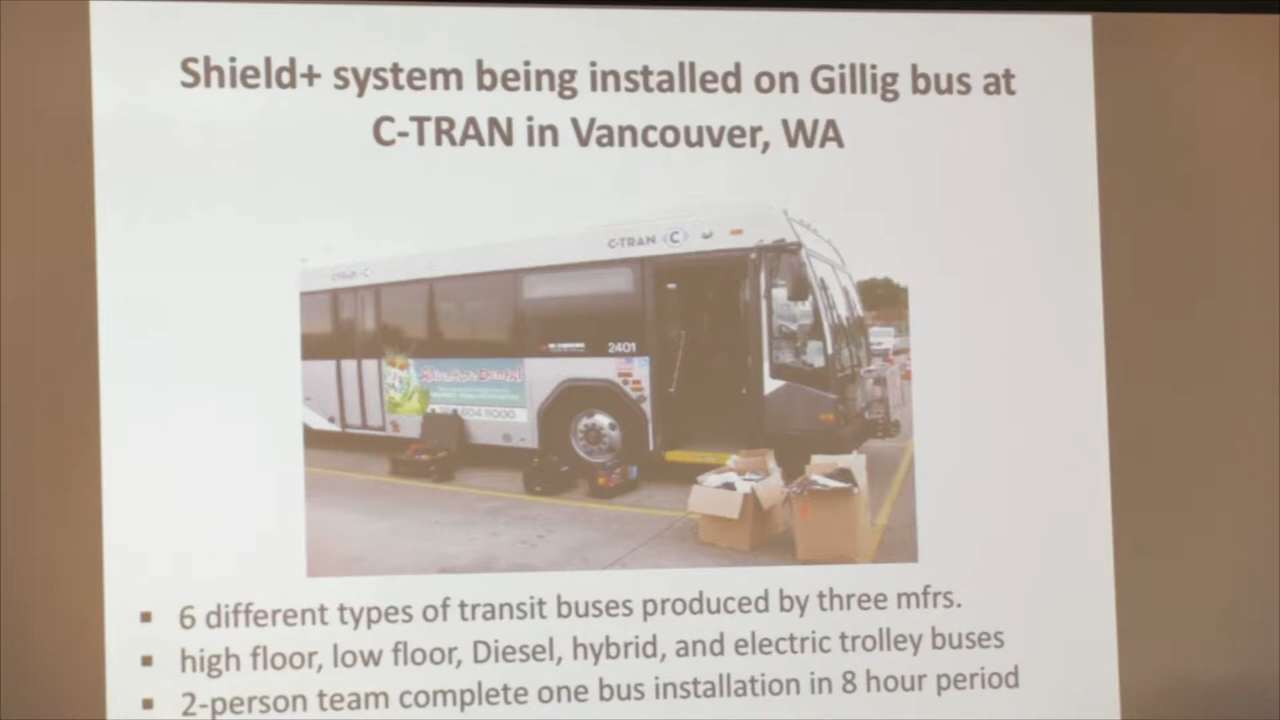 Shield+ system being installed on Gillig bus at
C-TRAN in Vancouver, WA
C-TRAN C
2401
▪ 6 different types of transit buses produced by three mfrs.
▪ high floor, low floor, Diesel, hybrid, and electric trolley buses
▪ 2-person team complete one bus installation in 8 hour period